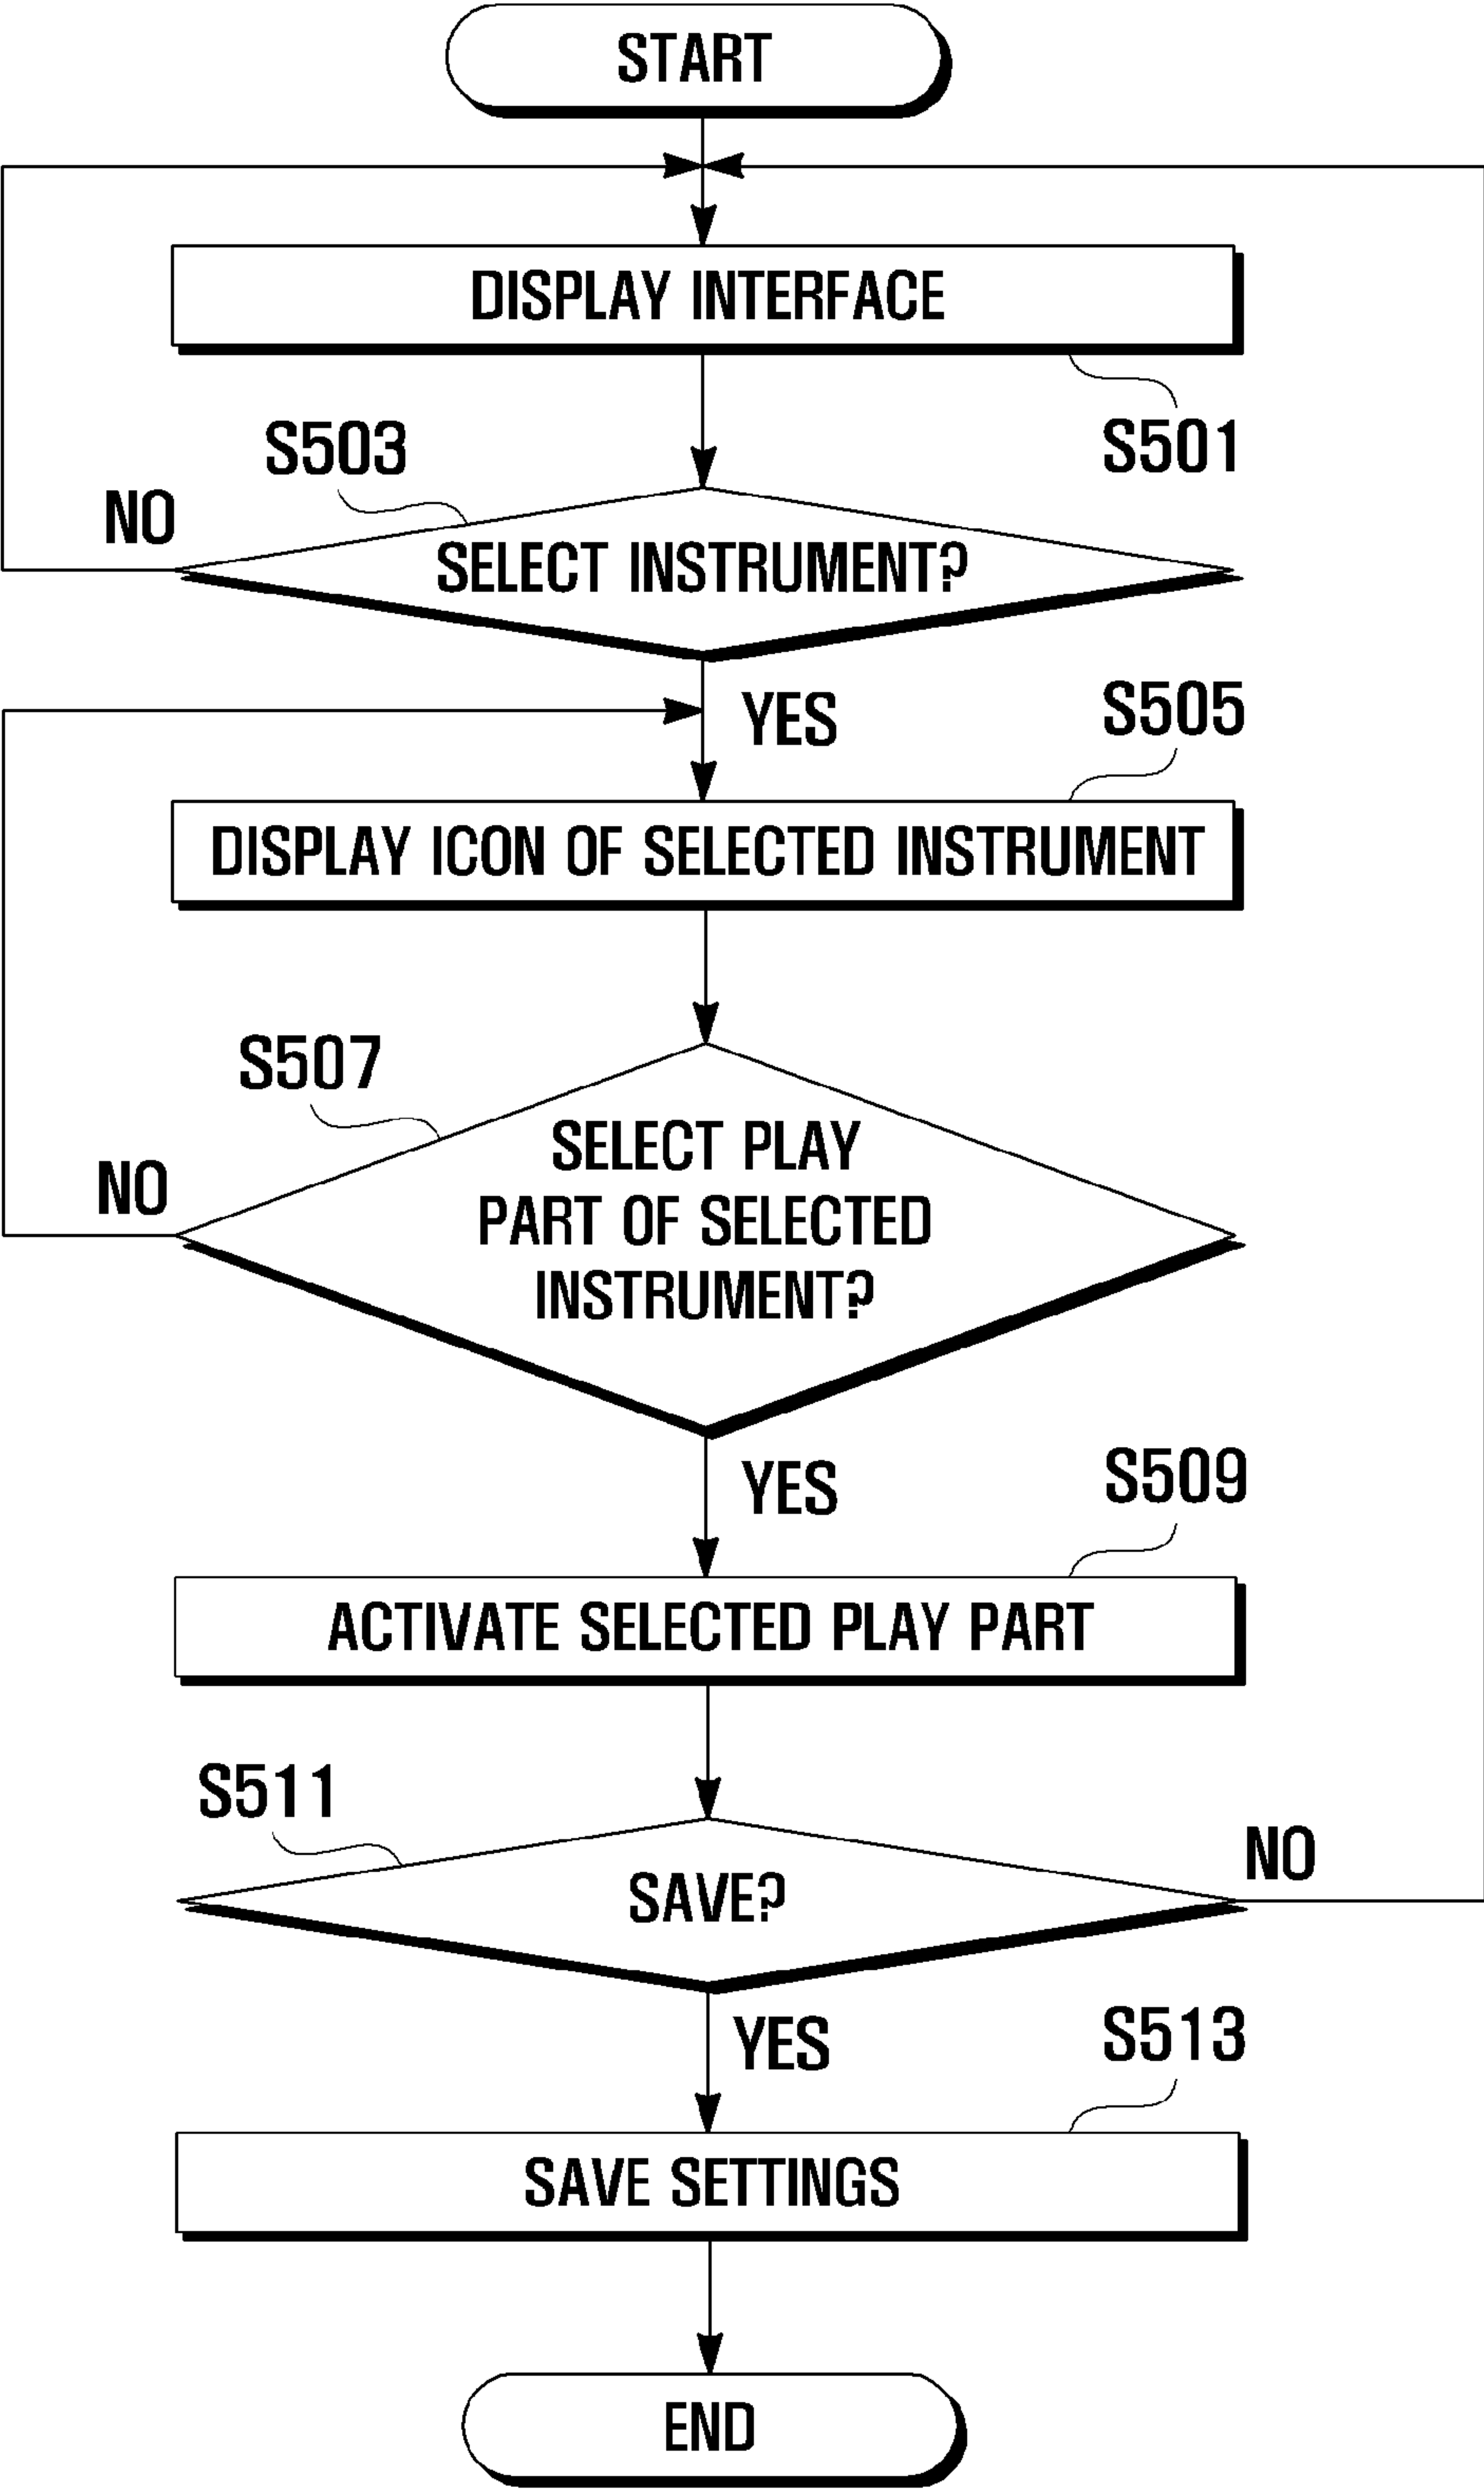 START
DISPLAY INTERFACE
S501
S503
NO
SELECT INSTRUMENT?
YES
S505
DISPLAY ICON OF SELECTED INSTRUMENT
S507
NO
SELECT PLAY
PART OF SELECTED
INSTRUMENT?
YES
S509
ACTIVATE SELECTED PLAY PART
S511
NO
SAVE?
YES
S513
SAVE SETTINGS
END